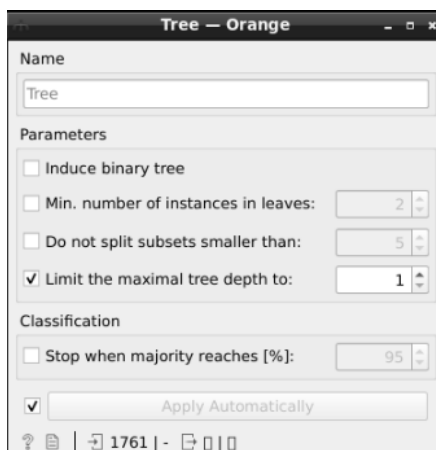 Tree — Orange
Name
Tree
Parameters
Induce binary tree
Min. number of instances in leaves: 2
Do not split subsets smaller than: 5
Limit the maximal tree depth to: 1
Classification
Stop when majority reaches [%]: 95
Apply Automatically
? 1761 | - |